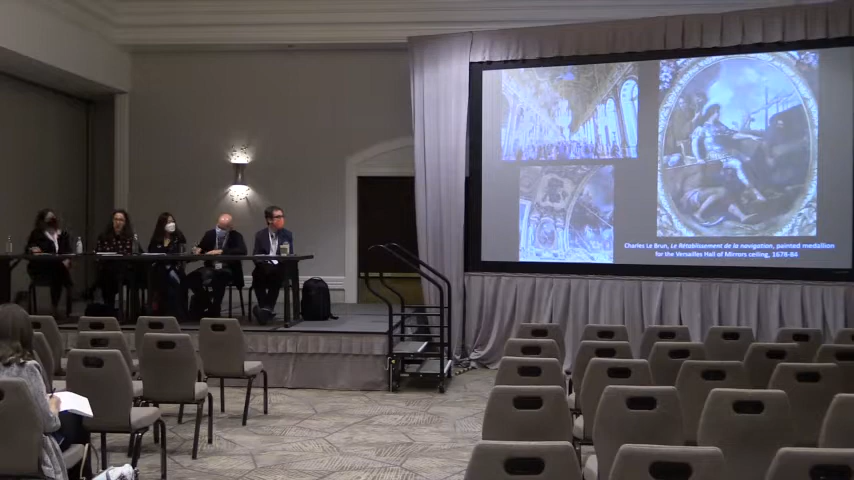 Charles Le Brun, Le Rétablissement de la navigation, painted medallion
for the Versailles Hall of Mirrors ceiling, 1678-84